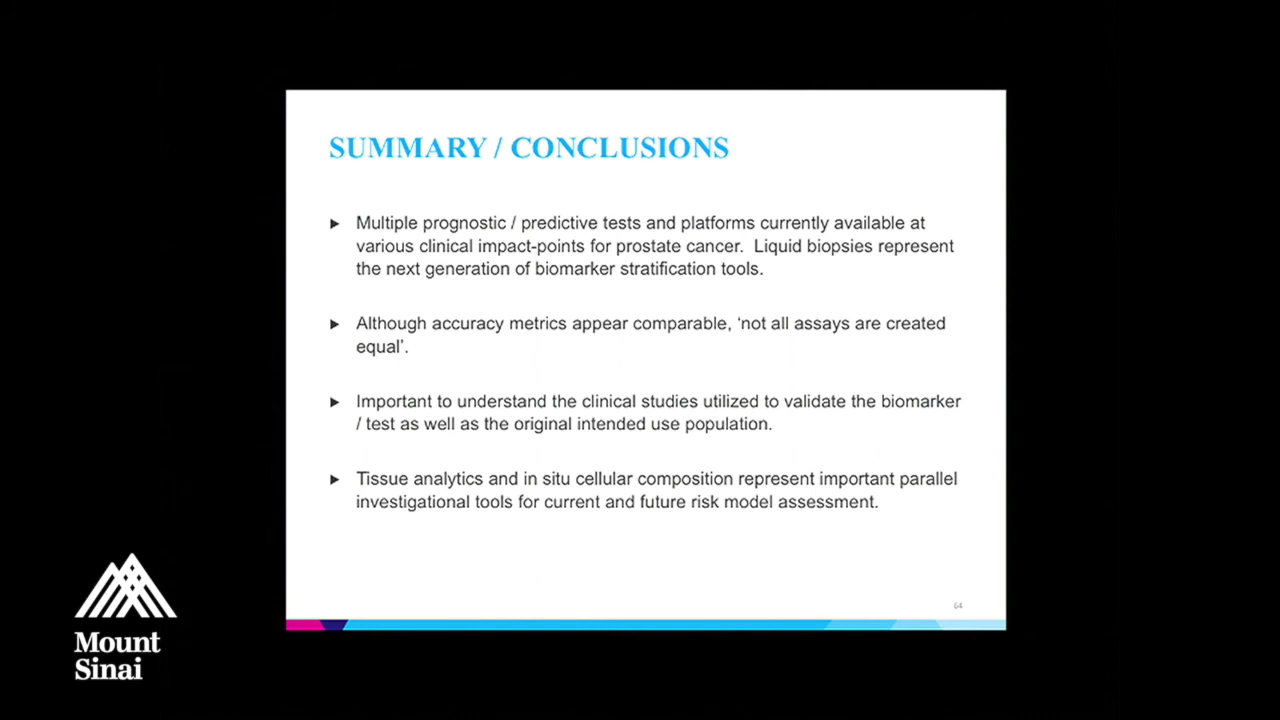 SUMMARY / CONCLUSIONS
Multiple prognostic / predictive tests and platforms currently available at
various clinical impact-points for prostate cancer.  Liquid biopsies represent
the next generation of biomarker stratification tools.
Although accuracy metrics appear comparable, ‘not all assays are created
equal’.
Important to understand the clinical studies utilized to validate the biomarker
/ test as well as the original intended use population.
Tissue analytics and in situ cellular composition represent important parallel
investigational tools for current and future risk model assessment.
64
Mount
Sinai